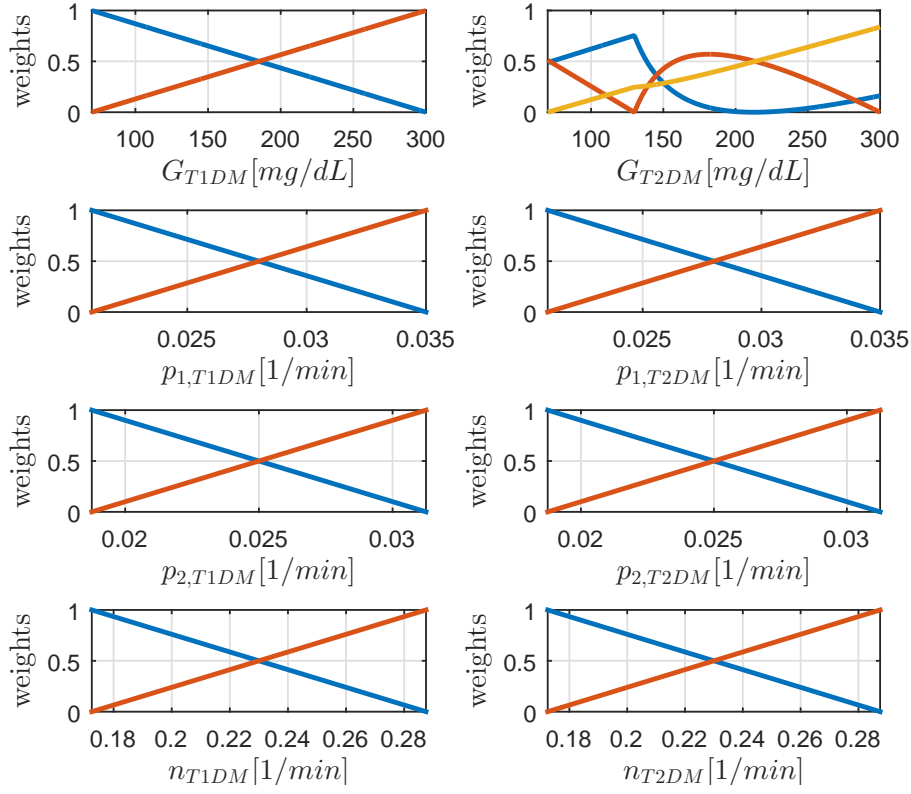 weights
1
0.5
0
100 150 200 250 300
G_{T1DM}[mg/dL]
weights
1
0.5
0
100 150 200 250 300
G_{T2DM}[mg/dL]
weights
1
0.5
0
0.025 0.03 0.035
p_{1,T1DM}[1/min]
weights
1
0.5
0
0.025 0.03 0.035
p_{1,T2DM}[1/min]
weights
1
0.5
0
0.02 0.025 0.03
p_{2,T1DM}[1/min]
weights
1
0.5
0
0.02 0.025 0.03
p_{2,T2DM}[1/min]
weights
1
0.5
0
0.18 0.2 0.22 0.24 0.26 0.28
n_{T1DM}[1/min]
weights
1
0.5
0
0.18 0.2 0.22 0.24 0.26 0.28
n_{T2DM}[1/min]